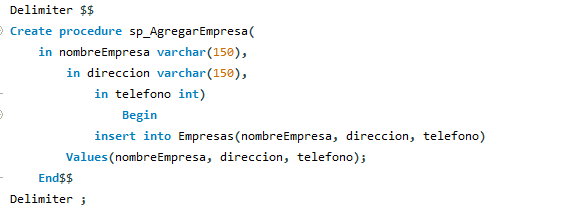 Delimiter $$
Create procedure sp_AgregarEmpresa(
in nombreEmpresa varchar(150),
in direccion varchar(150),
in telefono int)
Begin
insert into Empresas(nombreEmpresa, direccion, telefono)
Values(nombreEmpresa, direccion, telefono);
End$$
Delimiter ;